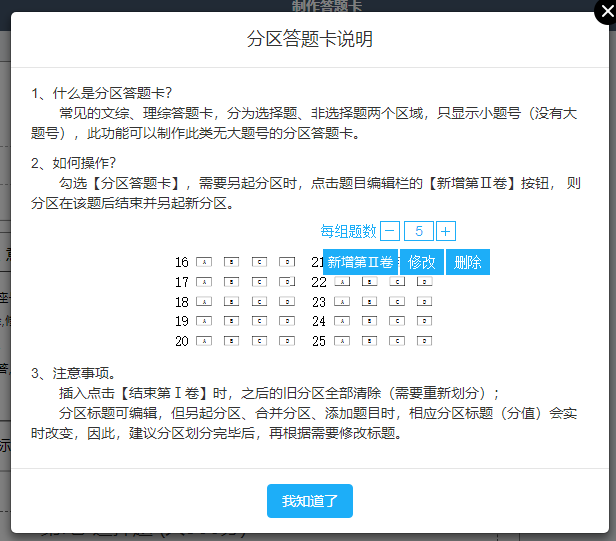 制作答题卡
分区答题卡说明
1、什么是分区答题卡?
常见的文综、理综答题卡，分为选择题、非选择题两个区域，只显示小题号（没有大
题号），此功能可以制作此类无大题号的分区答题卡。
2、如何操作?
勾选【分区答题卡】，需要另起分区时，点击题目编辑栏的【新增第Ⅱ卷】按钮， 则
分区在该题后结束并另起新分区。
每组题数 － 5 ＋
新增第Ⅱ卷 修改 删除
16 A B C D 21
17 A B C D 22 A B C D
18 A B C D 23 A B C D
19 A B C D 24 A B C D
20 A B C D 25 A B C D
3、注意事项。
插入点击【结束第Ⅰ卷】时，之后的旧分区全部清除（需要重新划分）；
分区标题可编辑，但另起分区、合并分区、添加题目时，相应分区标题（分值）会实
时改变，因此，建议分区划分完毕后，再根据需要修改标题。
我知道了